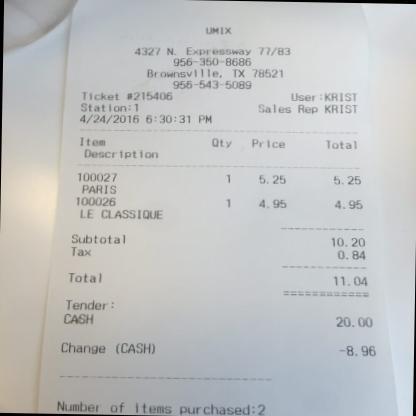 UMIX
4327 N. Expressway 77/83
956-350-8686
Brownsville, TX 78521
956-543-5089
Ticket #215406 User:KRIST
Station:1 Sales Rep KRIST
4/24/2016 6:30:31 PM
Item Qty Price Total
Description
100027 1 5.25 5.25
PARIS
100026 1 4.95 4.95
LE CLASSIQUE
Subtotal 10.20
Tax 0.84
Total 11.04
Tender:
CASH 20.00
Change (CASH) -8.96
Number of items purchased:2